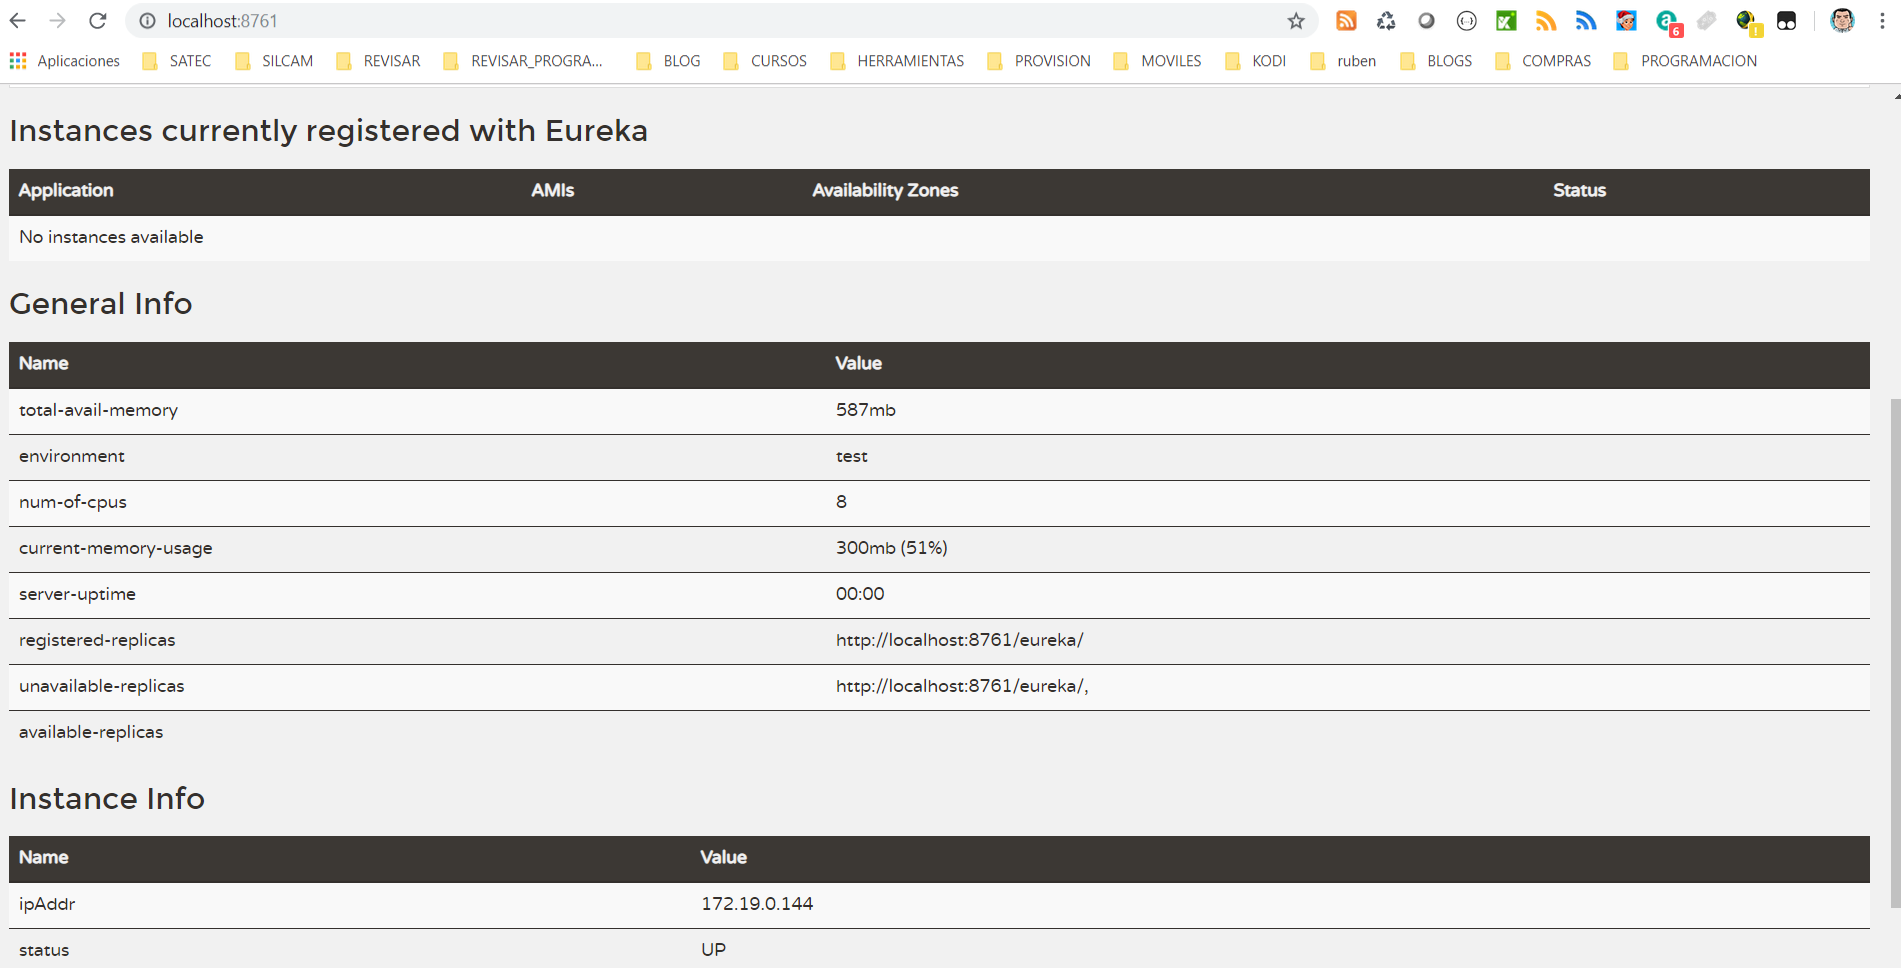 localhost:8761
6
!
Aplicaciones SATEC SILCAM REVISAR REVISAR_PROGRA... BLOG CURSOS HERRAMIENTAS PROVISION MOVILES KODI ruben BLOGS COMPRAS PROGRAMACION
Instances currently registered with Eureka
Application AMIs Availability Zones Status
No instances available
General Info
Name Value
total-avail-memory 587mb
environment test
num-of-cpus 8
current-memory-usage 300mb (51%)
server-uptime 00:00
registered-replicas http://localhost:8761/eureka/
unavailable-replicas http://localhost:8761/eureka/,
available-replicas
Instance Info
Name Value
ipAddr 172.19.0.144
status UP